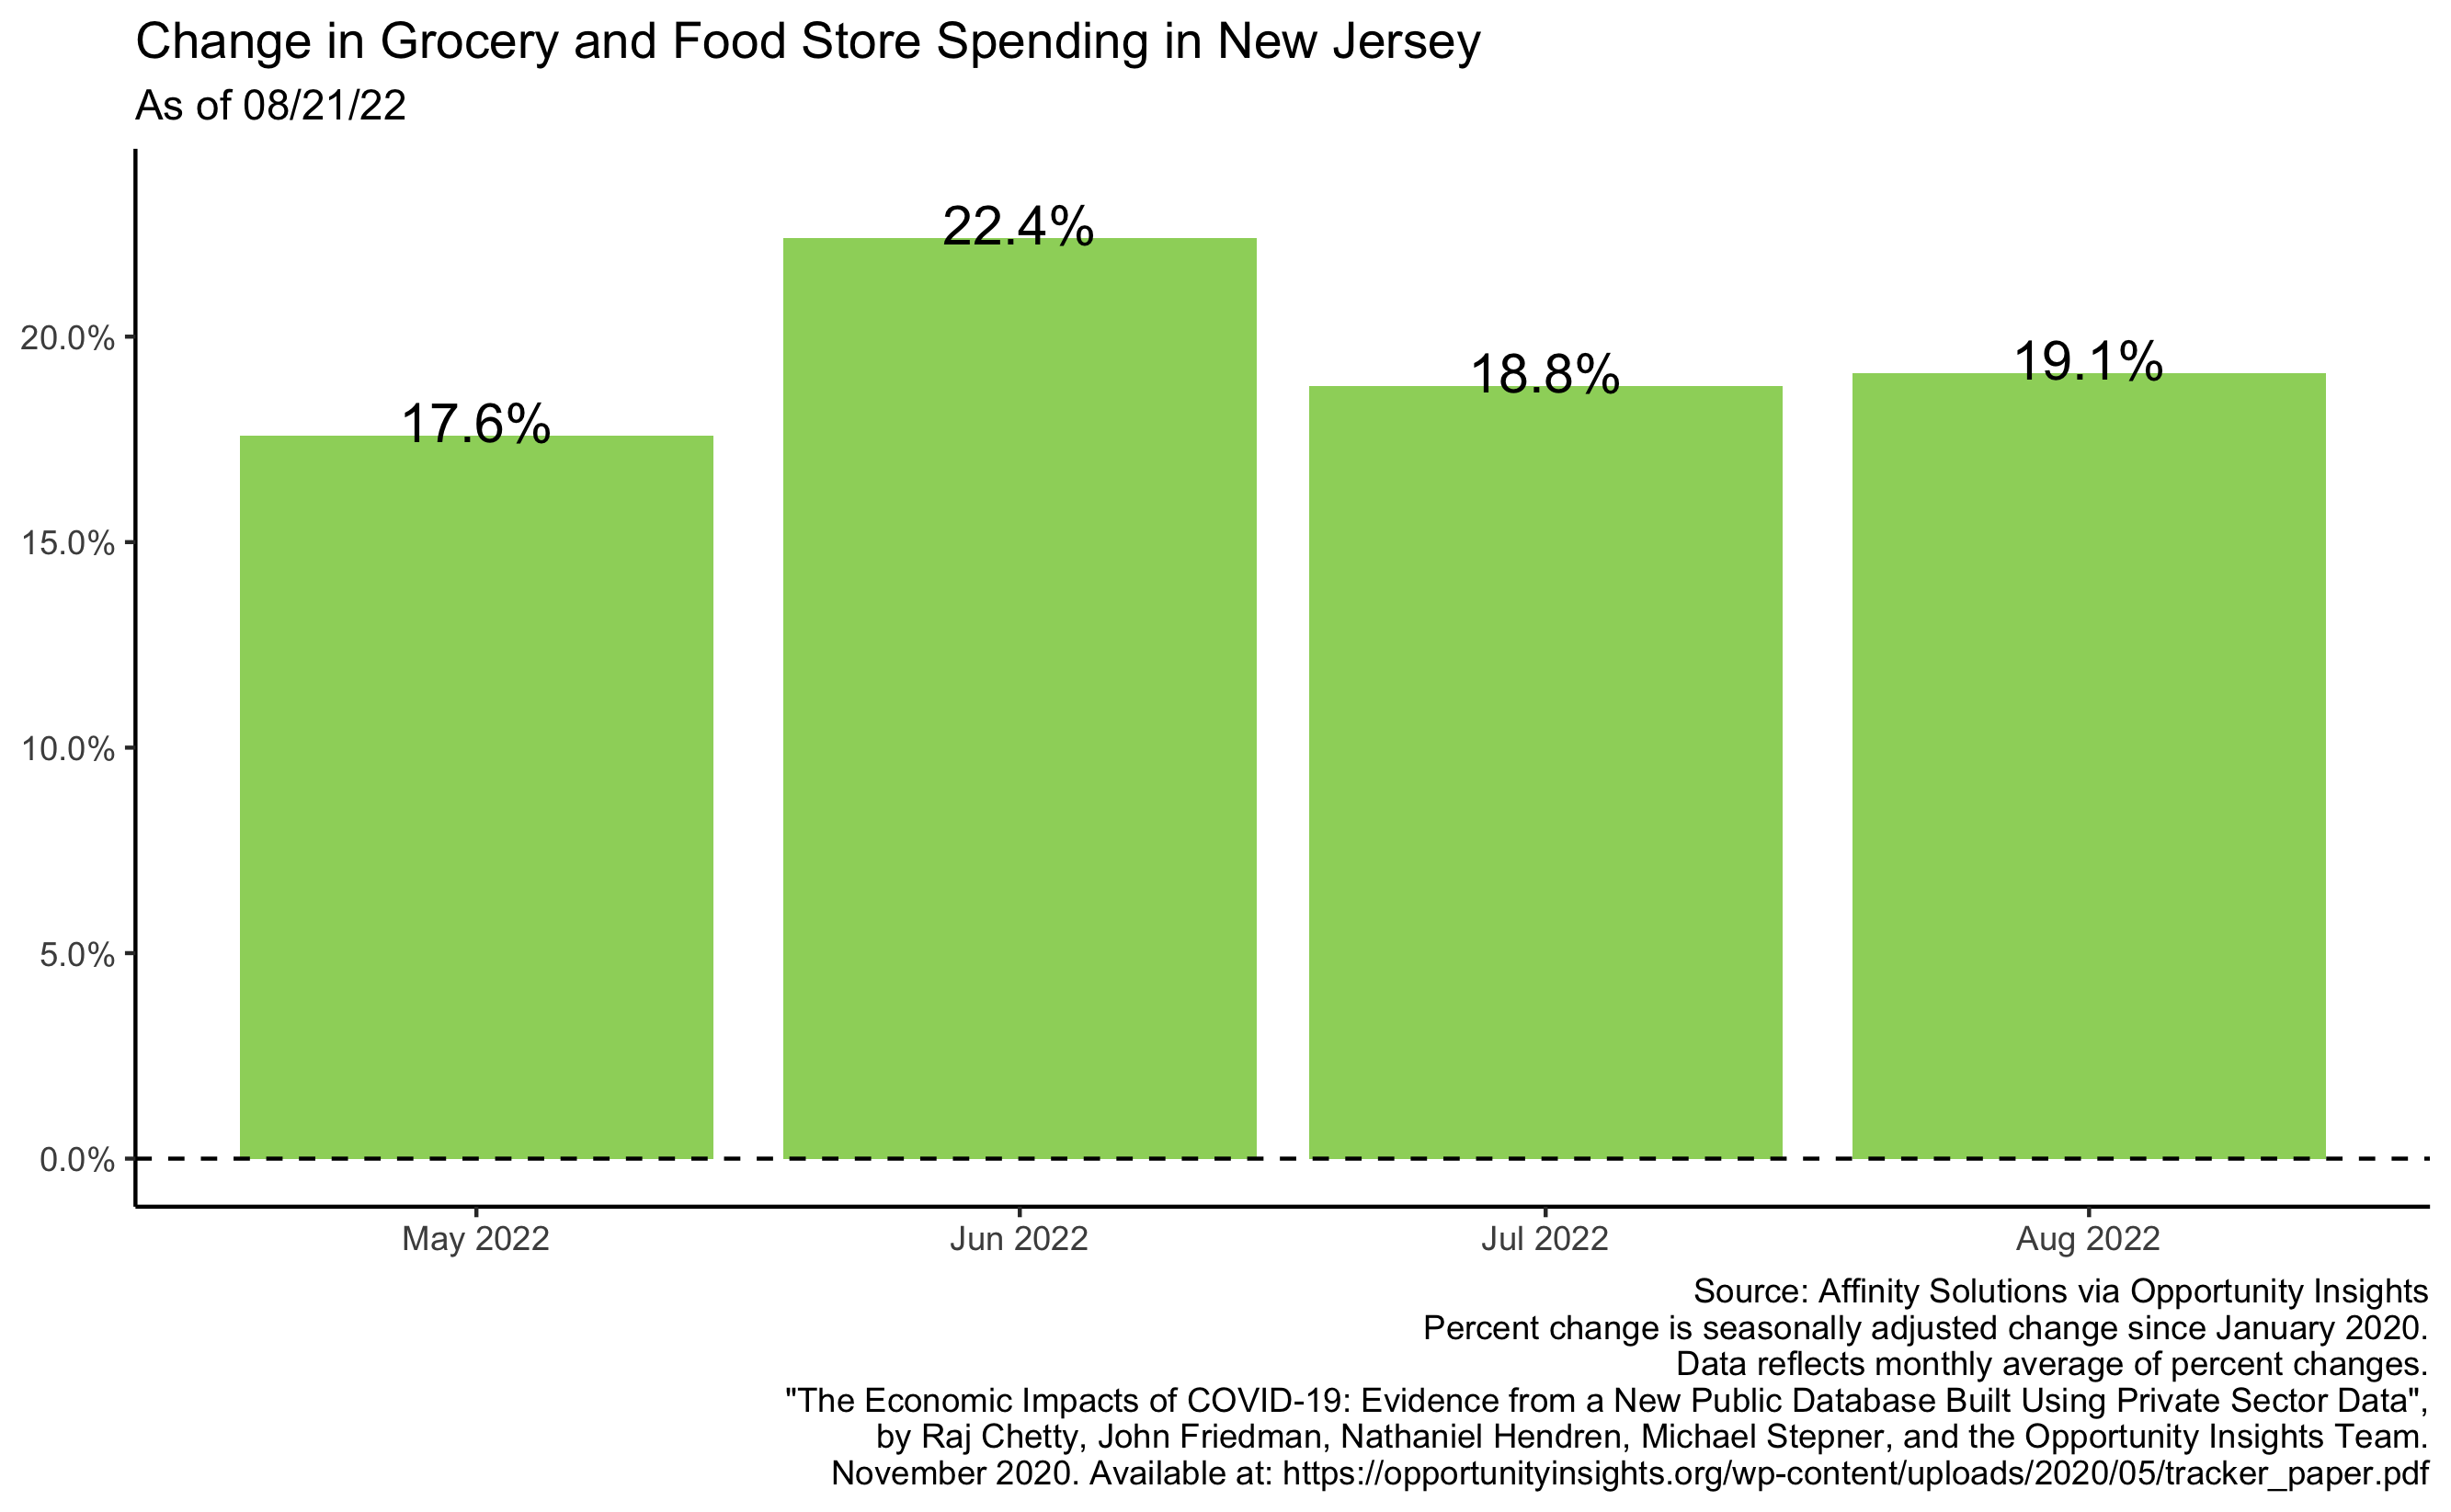 Change in Grocery and Food Store Spending in New Jersey
As of 08/21/22
22.4%
20.0%
19.1%
18.8%
17.6%
15.0%
10.0%
5.0%
0.0%
May 2022
Jun 2022
Jul 2022
Aug 2022
Source: Affinity Solutions via Opportunity Insights
Percent change is seasonally adjusted change since January 2020.
Data reflects monthly average of percent changes.
"The Economic Impacts of COVID-19: Evidence from a New Public Database Built Using Private Sector Data",
by Raj Chetty, John Friedman, Nathaniel Hendren, Michael Stepner, and the Opportunity Insights Team.
November 2020. Available at: https://opportunityinsights.org/wp-content/uploads/2020/05/tracker_paper.pdf